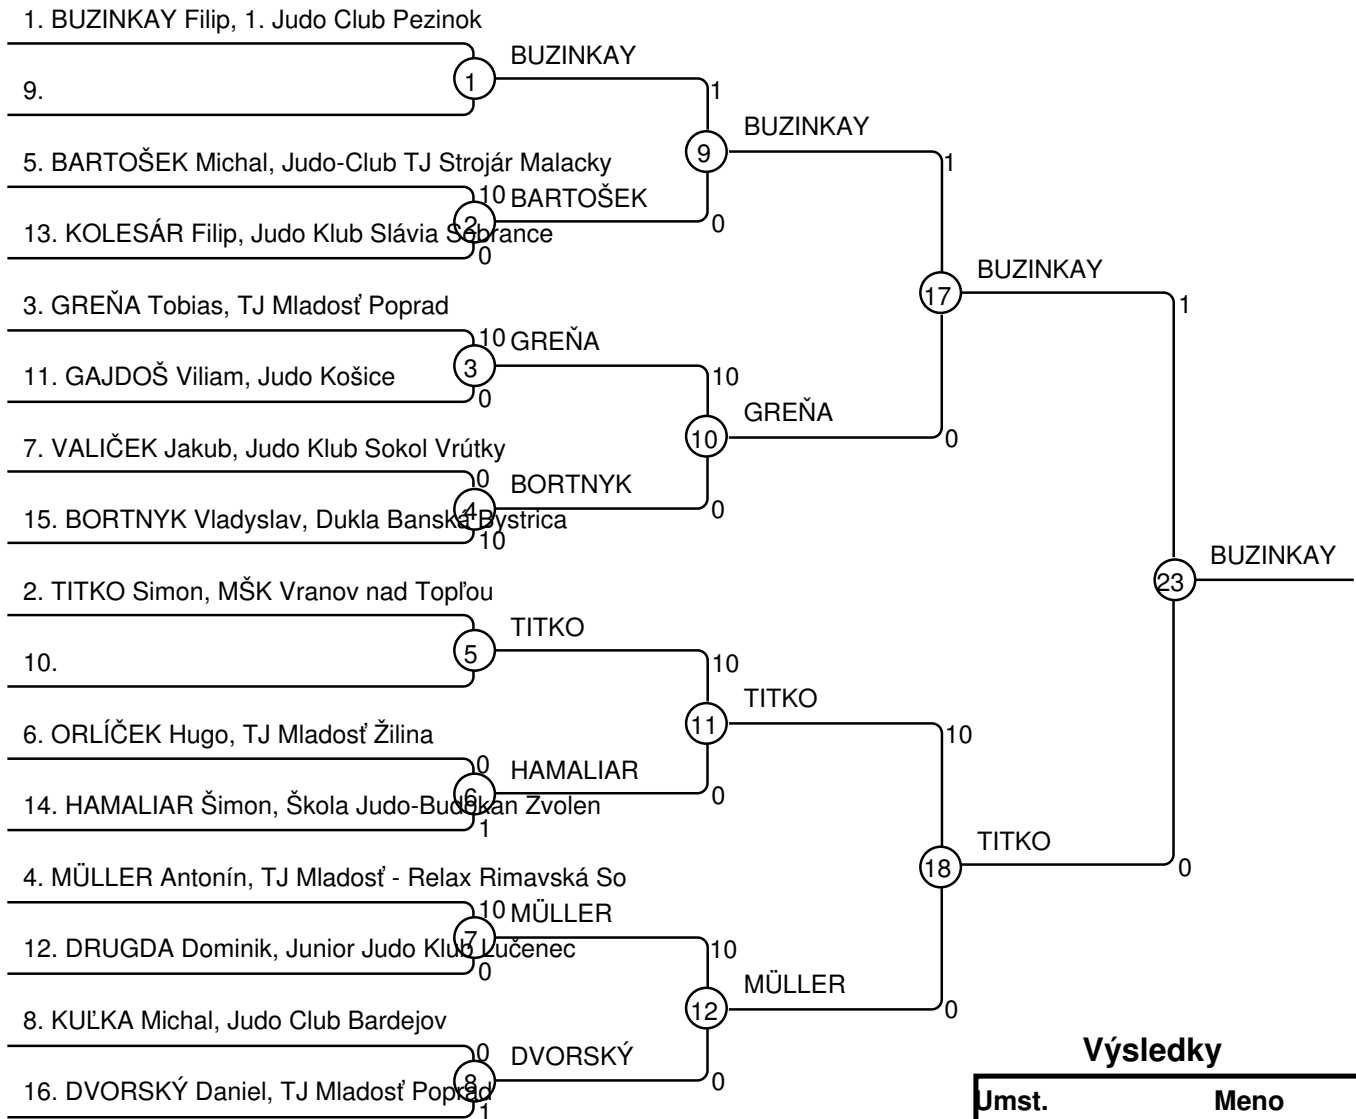 1. BUZINKAY Filip, 1. Judo Club Pezinok
BUZINKAY
1
9.
1
BUZINKAY
9
5. BARTOŠEK Michal, Judo-Club TJ Strojár Malacky
1
10
BARTOŠEK
2
0
13. KOLESÁR Filip, Judo Klub Slávia Sobrance
0
BUZINKAY
17
3. GREŇA Tobias, TJ Mladosť Poprad
1
10
GREŇA
3
11. GAJDOŠ Viliam, Judo Košice
10
0
GREŇA
10
0
7. VALIČEK Jakub, Judo Klub Sokol Vrútky
0
BORTNYK
4
0
15. BORTNYK Vladyslav, Dukla Banská Bystrica
10
BUZINKAY
23
2. TITKO Simon, MŠK Vranov nad Topľou
TITKO
5
10.
10
TITKO
11
6. ORLÍČEK Hugo, TJ Mladosť Žilina
10
0
HAMALIAR
6
0
14. HAMALIAR Šimon, Škola Judo-Budokan Zvolen
1
TITKO
18
0
4. MÜLLER Antonín, TJ Mladosť - Relax Rimavská So
10
MÜLLER
7
12. DRUGDA Dominik, Junior Judo Klub Lučenec
10
0
MÜLLER
12
0
8. KUĽKA Michal, Judo Club Bardejov
0
DVORSKÝ
8
0
16. DVORSKÝ Daniel, TJ Mladosť Poprad
1
Výsledky
Umst. Meno